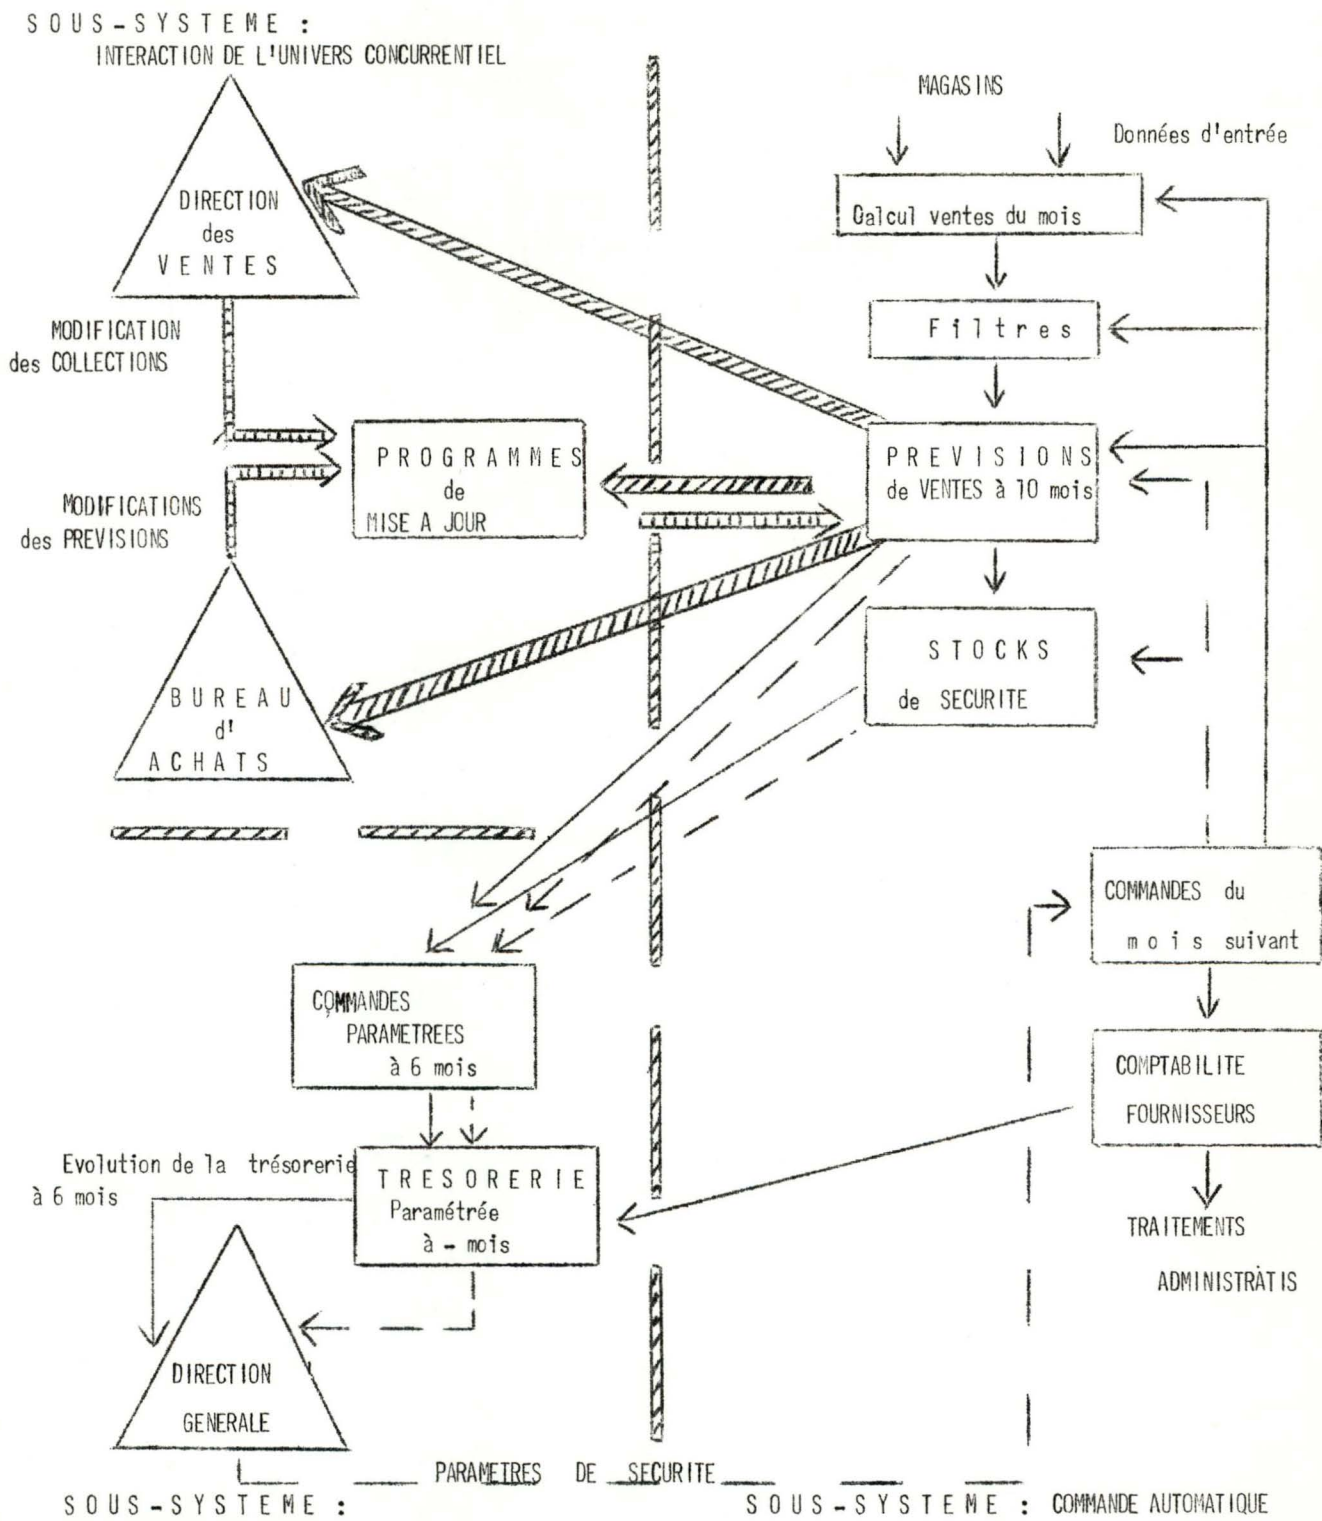 SOUS-SYSTEME :
INTERACTION DE L'UNIVERS CONCURRENTIEL
MAGASINS
Données d'entrée
Calcul ventes du mois
DIRECTION
des
VENTES
Filtres
MODIFICATION
des COLLECTIONS
PROGRAMMES
de
MISE A JOUR
PREVISIONS
de VENTES à 10 mois
MODIFICATIONS
des PREVISIONS
STOCKS
de SECURITE
BUREAU
d'
ACHATS
COMMANDES du
mois suivant
COMMANDES
PARAMETREES
à 6 mois
COMPTABILITE
FOURNISSEURS
Evolution de la trésorerie
à 6 mois
TRESORERIE
Paramétrée
à - mois
TRAITEMENTS
ADMINISTRATIS
DIRECTION
GENERALE
PARAMETRES DE SECURITE
SOUS-SYSTEME :
SOUS-SYSTEME : COMMANDE AUTOMATIQUE